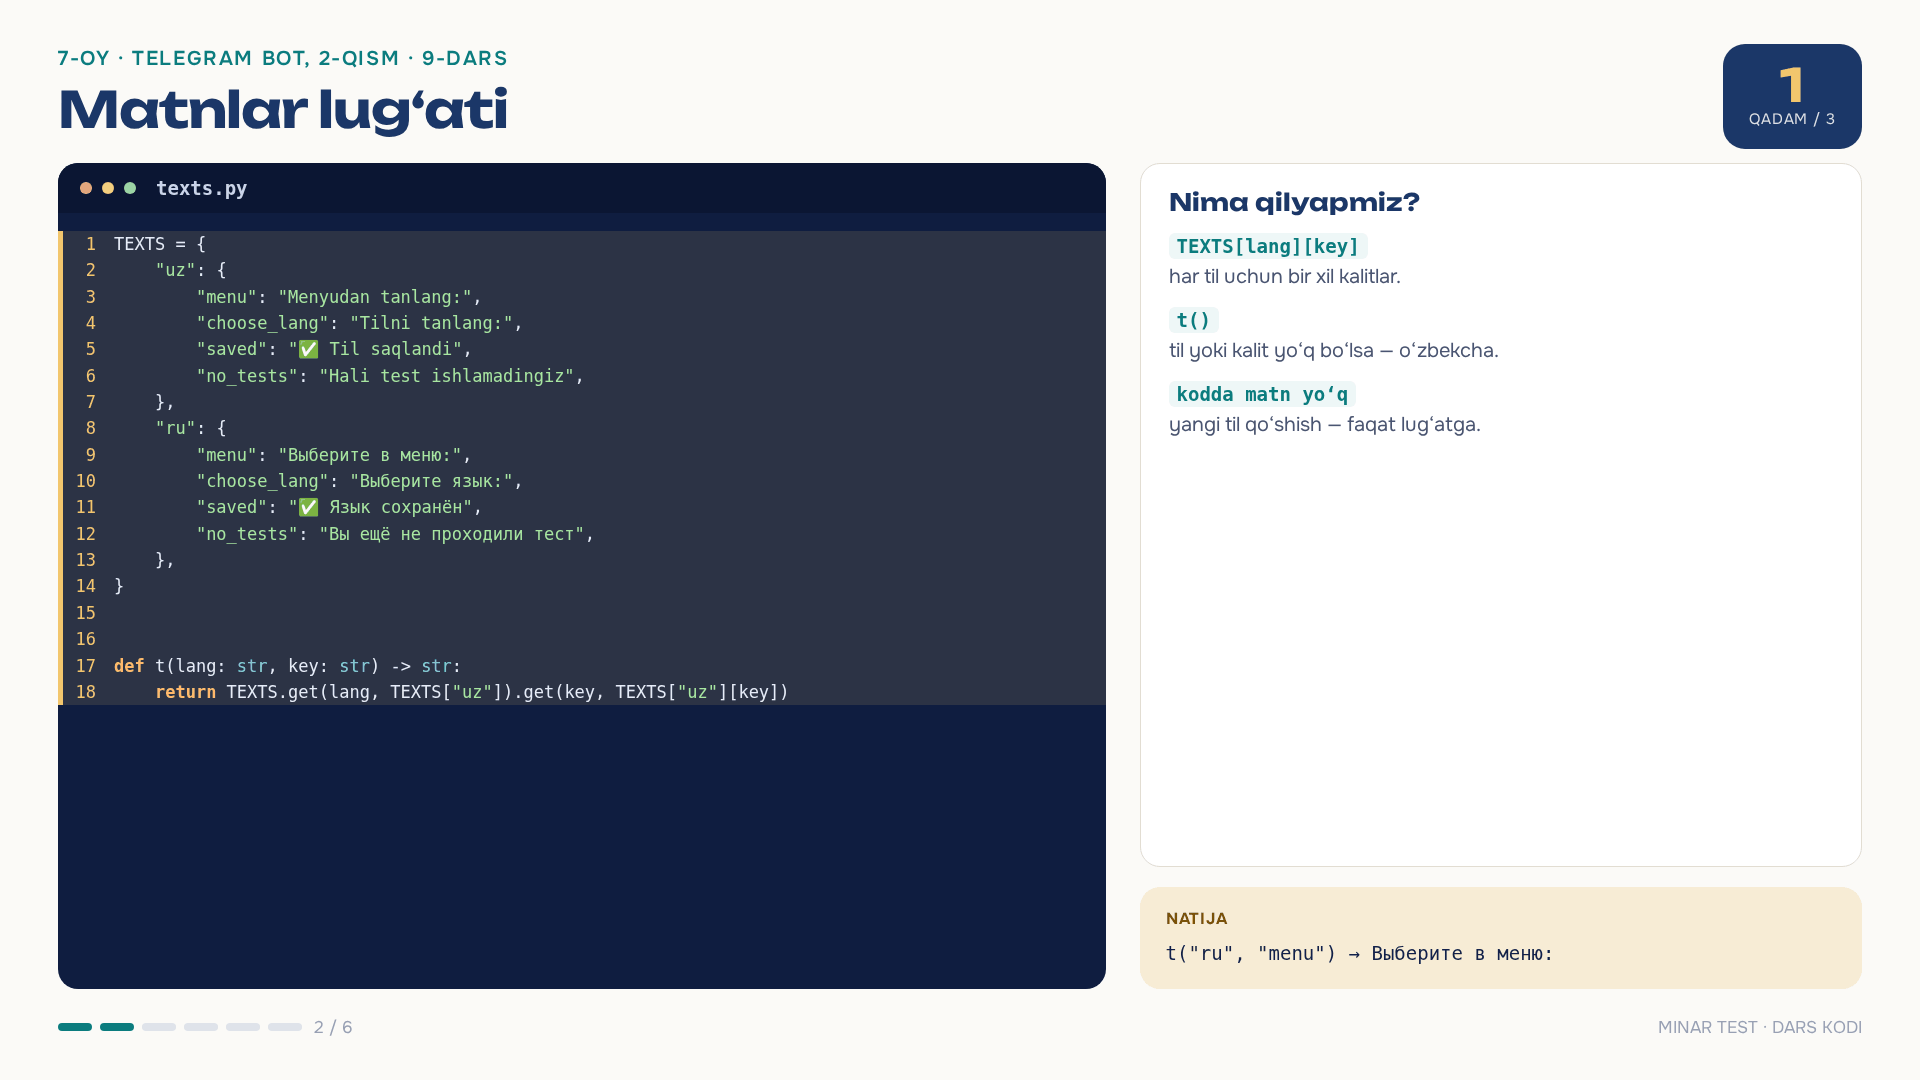 7-OY · TELEGRAM BOT, 2-QISM · 9-DARS
Matnlar lug‘ati
1
QADAM / 3
texts.py
1 TEXTS = {
2     "uz": {
3         "menu": "Menyudan tanlang:",
4         "choose_lang": "Tilni tanlang:",
5         "saved": "✅ Til saqlandi",
6         "no_tests": "Hali test ishlamadingiz",
7     },
8     "ru": {
9         "menu": "Выберите в меню:",
10         "choose_lang": "Выберите язык:",
11         "saved": "✅ Язык сохранён",
12         "no_tests": "Вы ещё не проходили тест",
13     },
14 }
15
16
17 def t(lang: str, key: str) -> str:
18     return TEXTS.get(lang, TEXTS["uz"]).get(key, TEXTS["uz"][key])
Nima qilyapmiz?
TEXTS[lang][key]
har til uchun bir xil kalitlar.
t()
til yoki kalit yo‘q bo‘lsa — o‘zbekcha.
kodda matn yo‘q
yangi til qo‘shish — faqat lug‘atga.
NATIJA
t("ru", "menu") → Выберите в меню:
2 / 6
MINAR TEST · DARS KODI